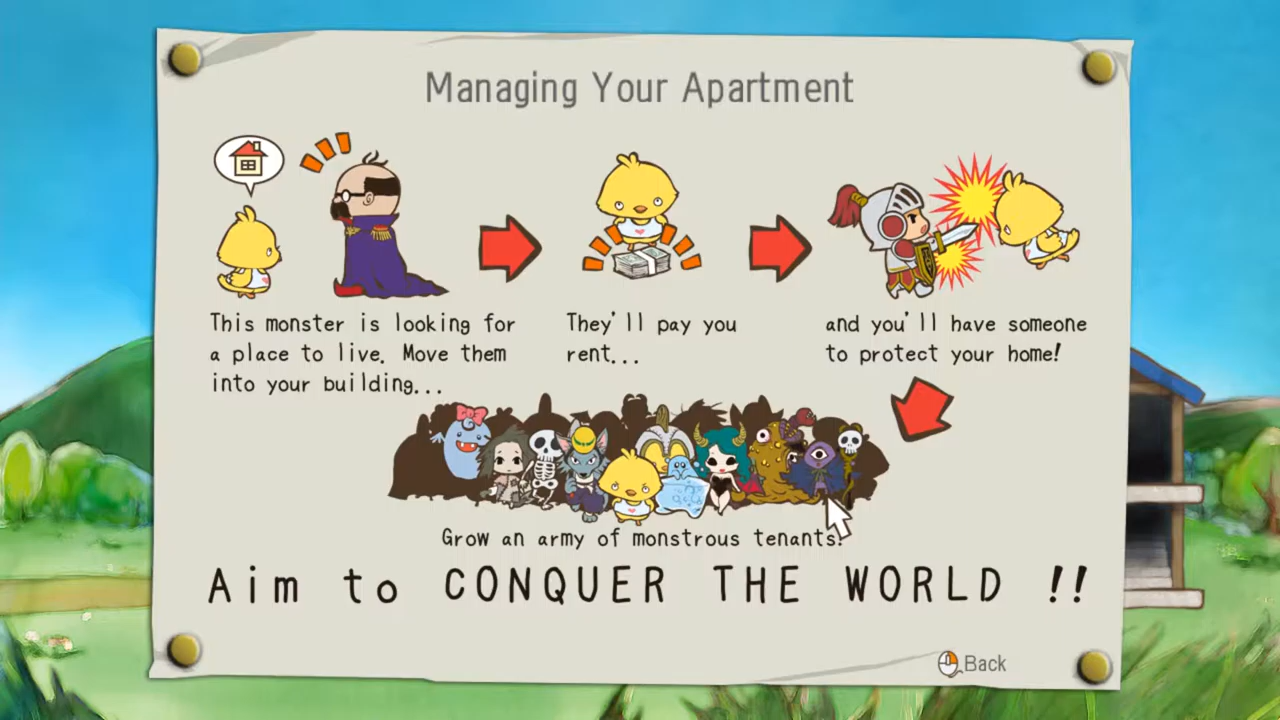 Managing Your Apartment
This monster is looking for
a place to live. Move them
into your building...
They'll pay you
rent...
and you'll have someone
to protect your home!
Grow an army of monstrous tenants.
Aim to CONQUER THE WORLD !!
Back